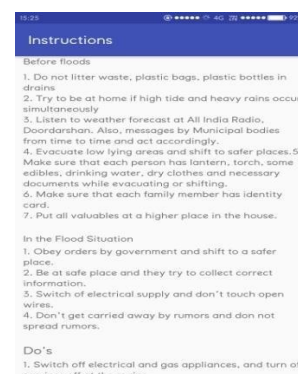 15:25
4G
92
Instructions
Before floods
1. Do not litter waste, plastic bags, plastic bottles in
drains
2. Try to be at home if high tide and heavy rains occu
simultaneously
3. Listen to weather forecast at All India Radio,
Doordarshan. Also, messages by Municipal bodies
from time to time and act accordingly.
4. Evacuate low lying areas and shift to safer places.5
Make sure that each person has lantern, torch, some
edibles, drinking water, dry clothes and necessary
documents while evacuating or shifting.
6. Make sure that each family member has identity
card.
7. Put all valuables at a higher place in the house.
In the Flood Situation
1. Obey orders by government and shift to a safer
place.
2. Be at safe place and they try to collect correct
information.
3. Switch of electrical supply and don't touch open
wires.
4. Don't get carried away by rumors and don not
spread rumors.
Do's
1. Switch off electrical and gas appliances, and turn of